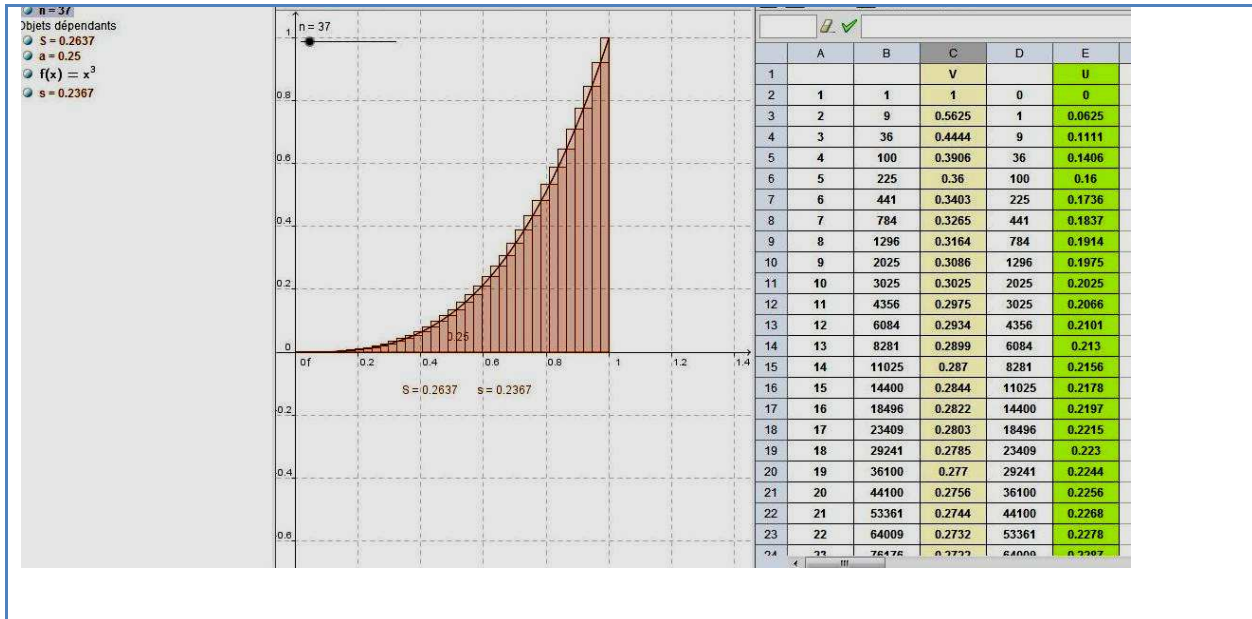 n = 37
Objets dépendants
S = 0.2637
a = 0.25
f(x) = x³
s = 0.2367
n = 37
1
0.8
0.6
0.4
0.2
0
0.25
0f 0.2 0.4 0.6 0.8 1 1.2 1.4
S = 0.2637 s = 0.2367
0.2
0.4
0.6
A B C D E
1 V U
2 1 1 1 0 0
3 2 9 0.5625 1 0.0625
4 3 36 0.4444 9 0.1111
5 4 100 0.3906 36 0.1406
6 5 225 0.36 100 0.16
7 6 441 0.3403 225 0.1736
8 7 784 0.3265 441 0.1837
9 8 1296 0.3164 784 0.1914
10 9 2025 0.3086 1296 0.1975
11 10 3025 0.3025 2025 0.2025
12 11 4356 0.2975 3025 0.2066
13 12 6084 0.2934 4356 0.2101
14 13 8281 0.2899 6084 0.213
15 14 11025 0.287 8281 0.2156
16 15 14400 0.2844 11025 0.2178
17 16 18496 0.2822 14400 0.2197
18 17 23409 0.2803 18496 0.2215
19 18 29241 0.2785 23409 0.223
20 19 36100 0.277 29241 0.2244
21 20 44100 0.2756 36100 0.2256
22 21 53361 0.2744 44100 0.2268
23 22 64009 0.2732 53361 0.2278
24 23 76176 0.2722 64009 0.2287